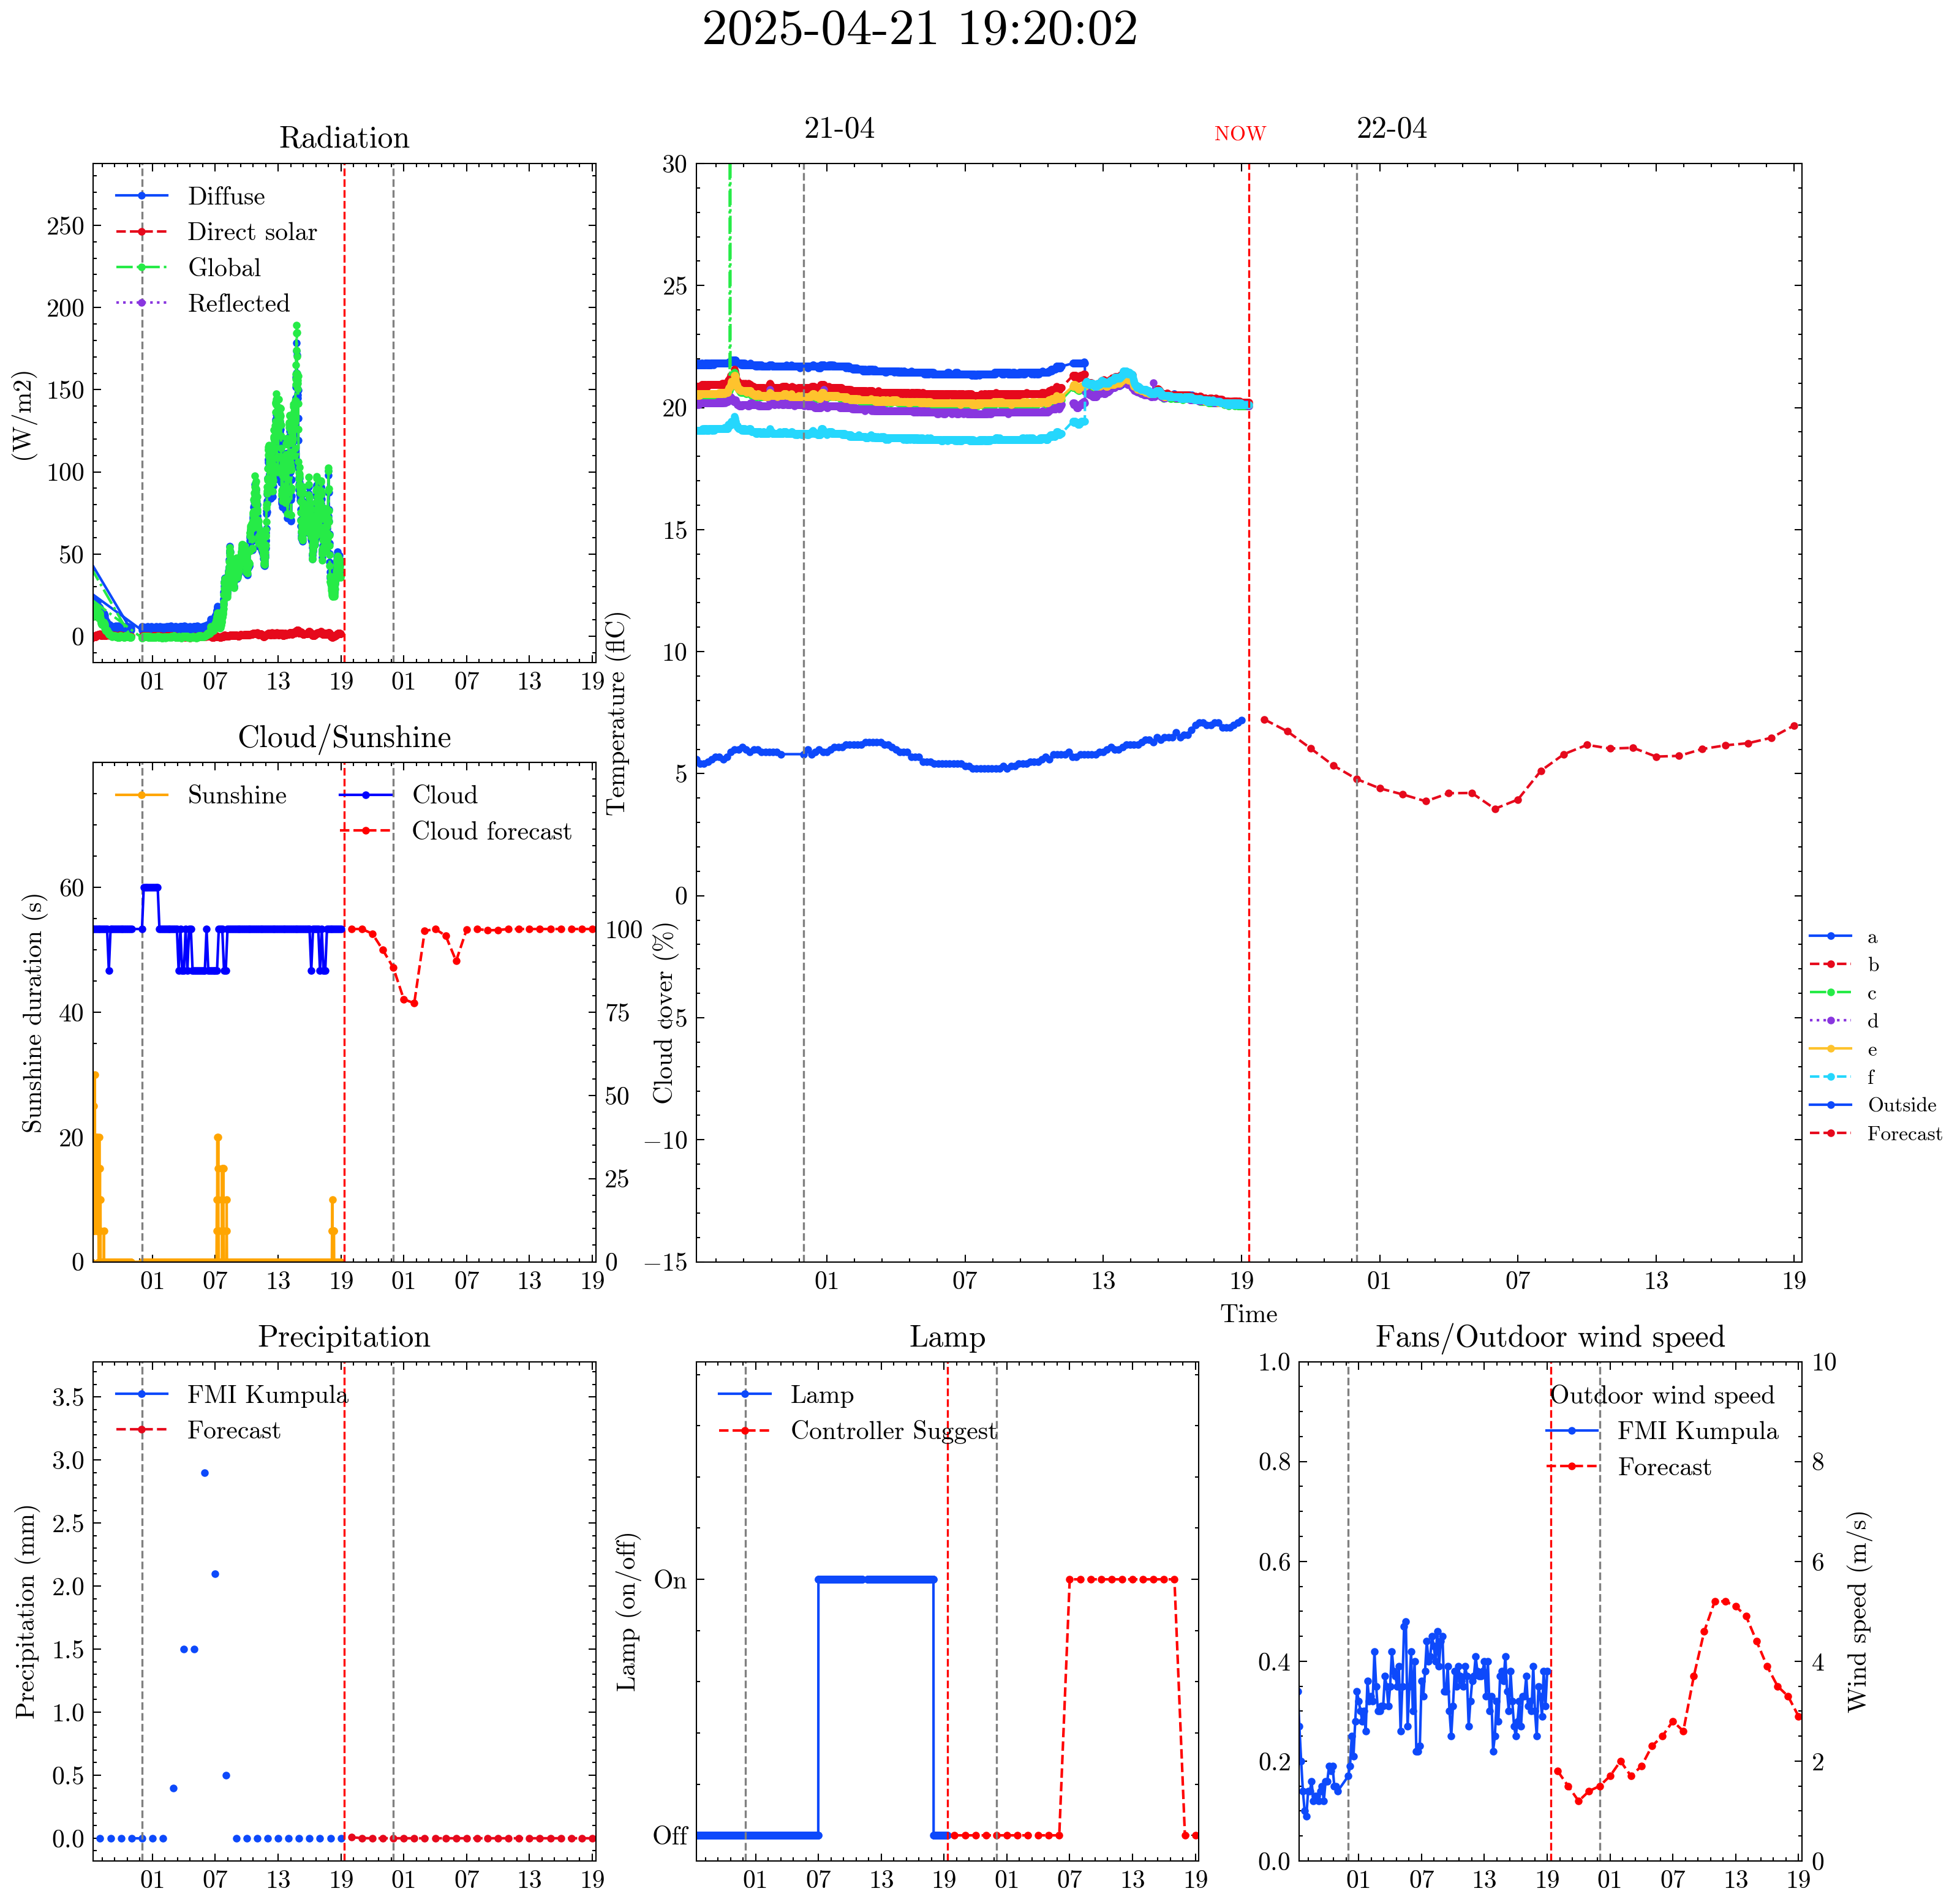 2025-04-21 19:20:02
Radiation
21-04
NOW
22-04
Diffuse
Direct solar
Global
Reflected
(W/m2)
250
200
150
100
50
0
01 07 13 19 01 07 13 19
Temperature (flC)
30
25
20
15
10
5
0
−5
−10
−15
01 07 13 19 01 07 13 19
Time
a
b
c
d
e
f
Outside
Forecast
Cloud/Sunshine
Sunshine
Cloud
Cloud forecast
Sunshine duration (s)
60
40
20
0
Cloud cover (%)
100
75
50
25
0
01 07 13 19 01 07 13 19
Precipitation
FMI Kumpula
Forecast
Precipitation (mm)
3.5
3.0
2.5
2.0
1.5
1.0
0.5
0.0
01 07 13 19 01 07 13 19
Lamp
Lamp
Controller Suggest
Lamp (on/off)
On
Off
01 07 13 19 01 07 13 19
Fans/Outdoor wind speed
Outdoor wind speed
FMI Kumpula
Forecast
1.0
0.8
0.6
0.4
0.2
0.0
10
8
6
4
2
0
Wind speed (m/s)
01 07 13 19 01 07 13 19